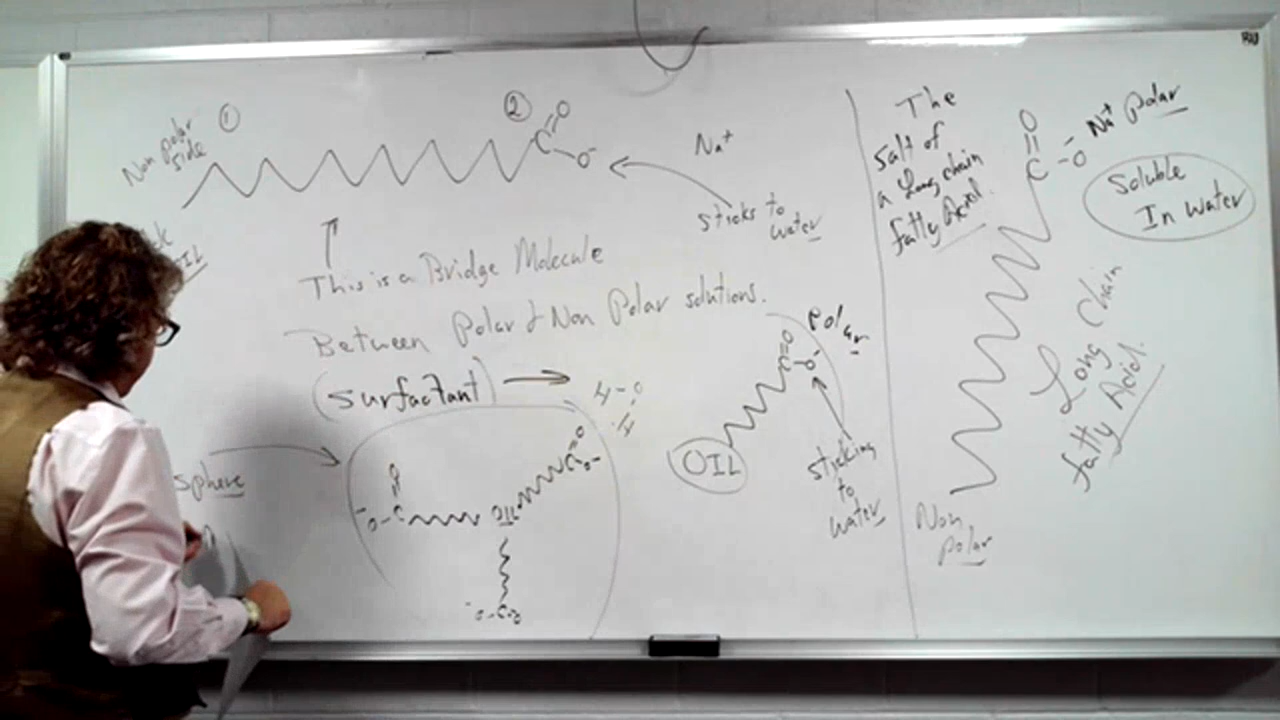 Non polar
side
①
②
C=O
O-
Na+
sticks to
water
OIL
This is a Bridge Molecule
Between Polar & Non Polar solutions.
(surfactant)
H-O
H
sphere
O
-O-C
OIL
C=O
O-
-O-C=O
OIL
C=O
O-
Polar
sticking
to
water
The
Salt of
a Long chain
fatty Acid.
O
C-O-
Na+ Polar
Soluble
In water
Long Chain
fatty Acid.
Non
polar